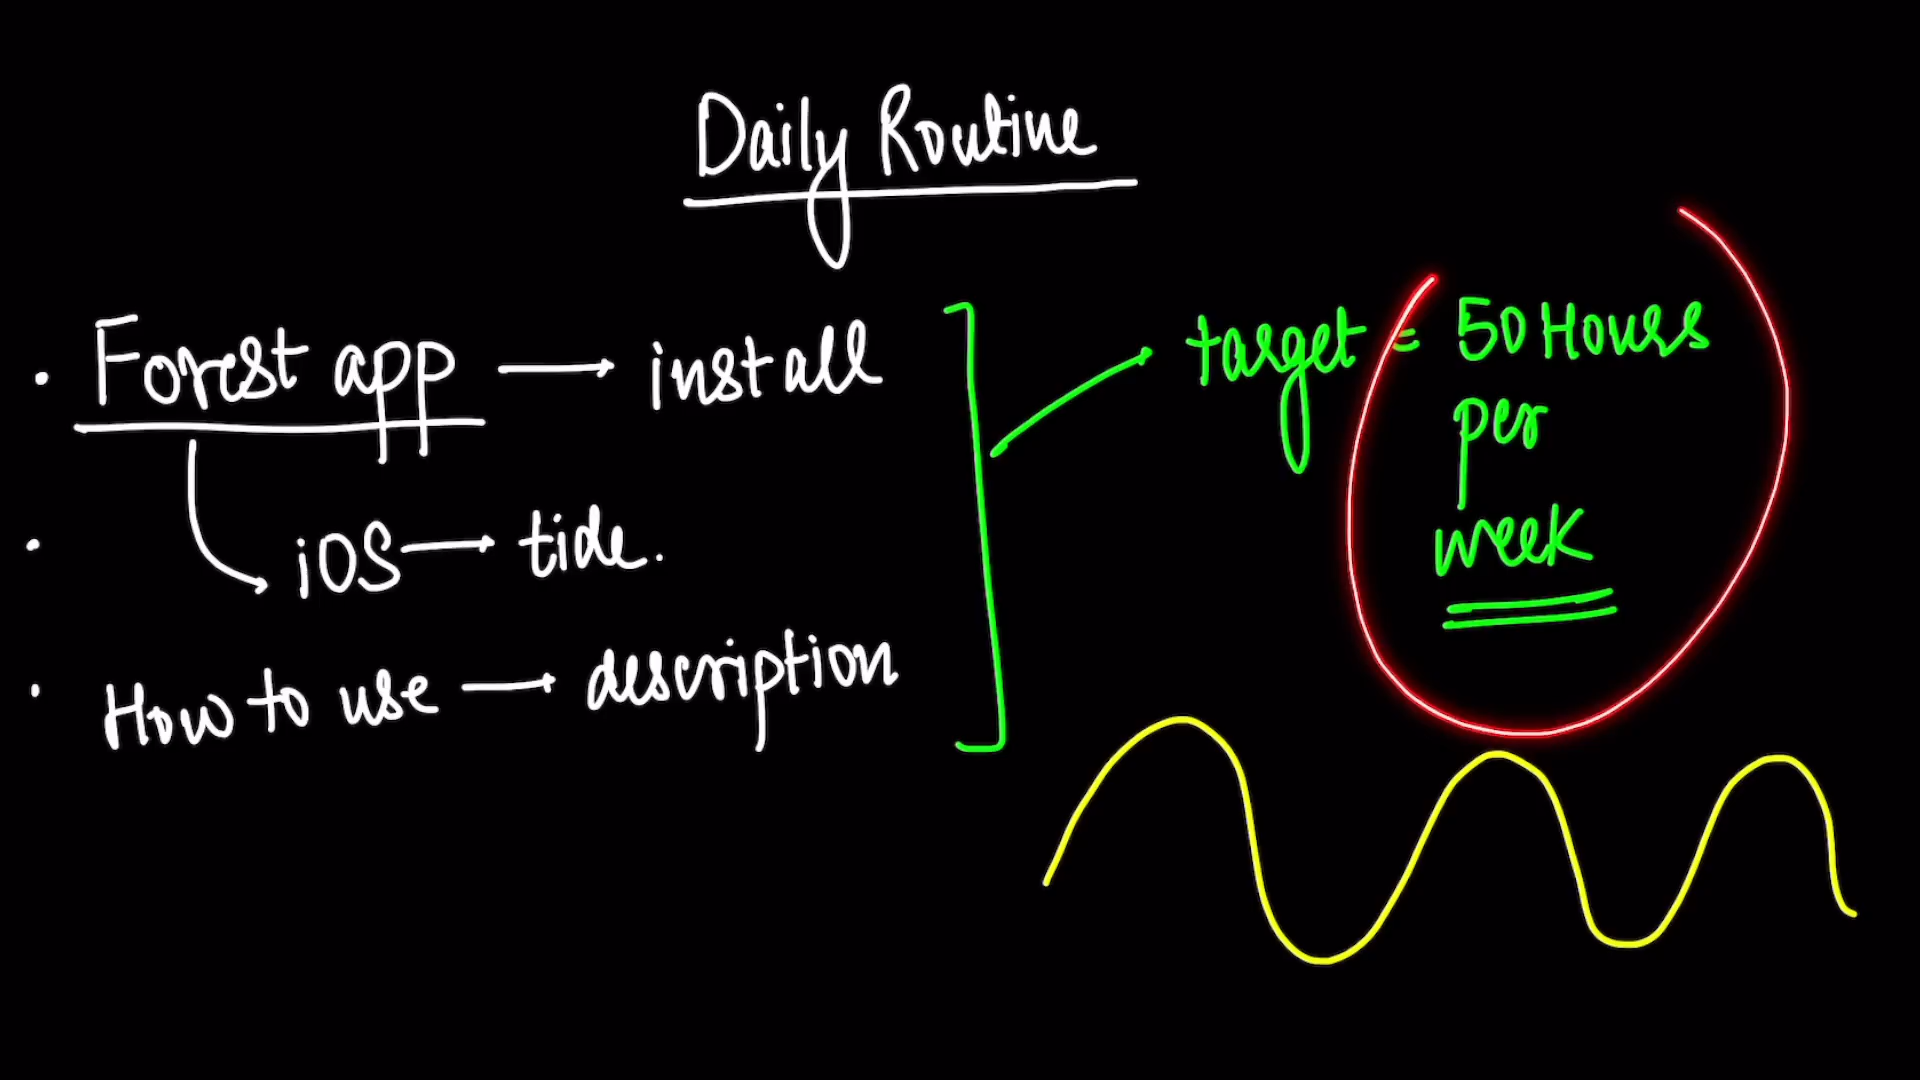 Daily Routine
• Forest app → install
• iOS → tide.
• How to use → description
target = 50 Hours
per
week